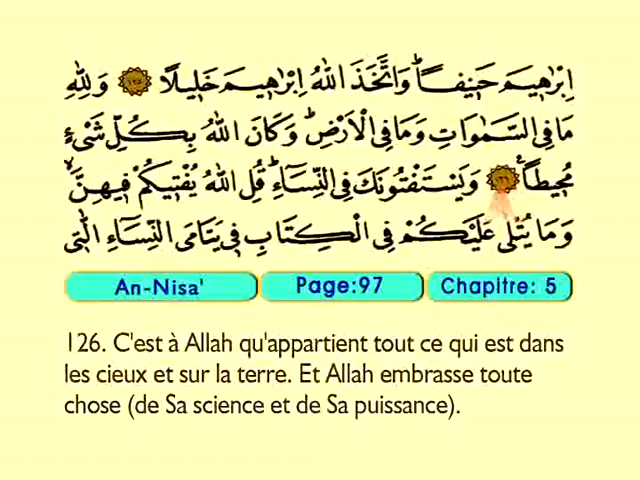 إِبْرَٰهِيمَ حَنِيفًا ۗ وَاتَّخَذَ اللَّهُ إِبْرَٰهِيمَ خَلِيلًا ١٢٥ وَلِلَّهِ
مَا فِي السَّمَٰوَاتِ وَمَا فِي الْأَرْضِ ۚ وَكَانَ اللَّهُ بِكُلِّ شَيْءٍ
مُحِيطًا ١٢٦ وَيَسْتَفْتُونَكَ فِي النِّسَاءِ ۖ قُلِ اللَّهُ يُفْتِيكُمْ فِيهِنَّ
وَمَا يُتْلَىٰ عَلَيْكُمْ فِي الْكِتَابِ فِي يَتَامَى النِّسَاءِ الَّٰتِي
An-Nisa' Page:97 Chapitre: 5
126. C'est à Allah qu'appartient tout ce qui est dans
les cieux et sur la terre. Et Allah embrasse toute
chose (de Sa science et de Sa puissance).